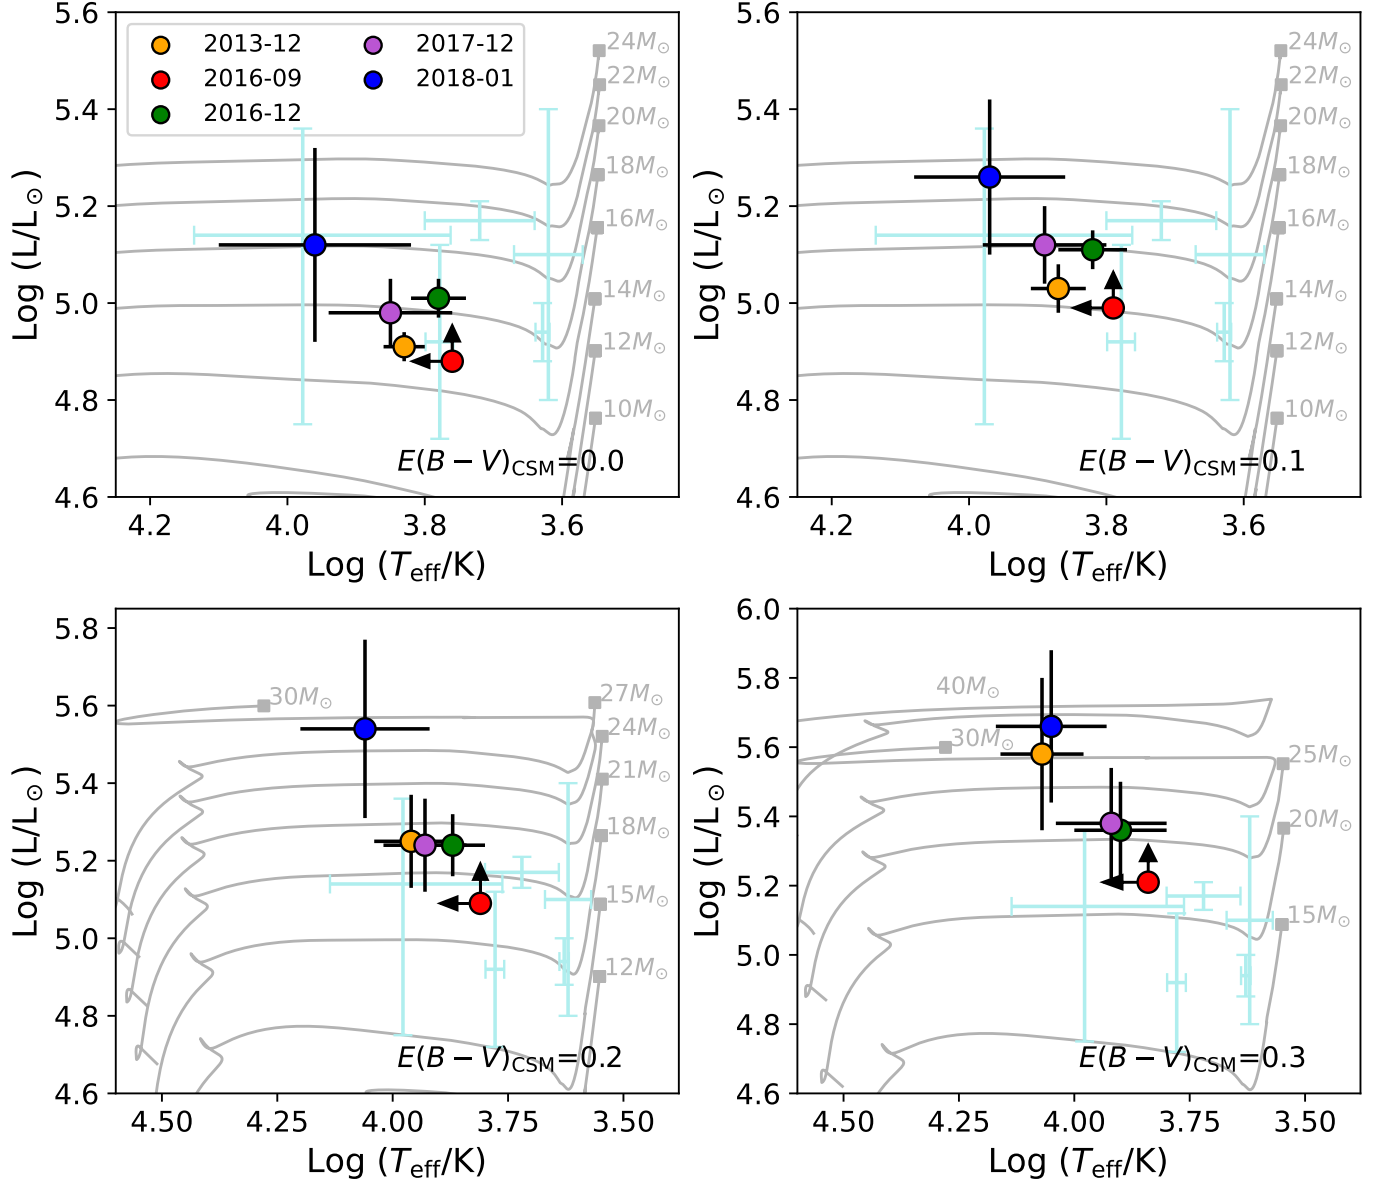 5.6
5.4
5.2
5.0
4.8
4.6
Log (L/L⊙)
2013-12
2016-09
2016-12
2017-12
2018-01
24M⊙
22M⊙
20M⊙
18M⊙
16M⊙
14M⊙
12M⊙
10M⊙
E(B − V)CSM=0.0
4.2 4.0 3.8 3.6
Log (Teff/K)
5.6
5.4
5.2
5.0
4.8
4.6
Log (L/L⊙)
24M⊙
22M⊙
20M⊙
18M⊙
16M⊙
14M⊙
12M⊙
10M⊙
E(B − V)CSM=0.1
4.2 4.0 3.8 3.6
Log (Teff/K)
5.8
5.6
5.4
5.2
5.0
4.8
4.6
Log (L/L⊙)
30M⊙
27M⊙
24M⊙
21M⊙
18M⊙
15M⊙
12M⊙
E(B − V)CSM=0.2
4.50 4.25 4.00 3.75 3.50
Log (Teff/K)
6.0
5.8
5.6
5.4
5.2
5.0
4.8
4.6
Log (L/L⊙)
40M⊙
30M⊙
25M⊙
20M⊙
15M⊙
E(B − V)CSM=0.3
4.50 4.25 4.00 3.75 3.50
Log (Teff/K)